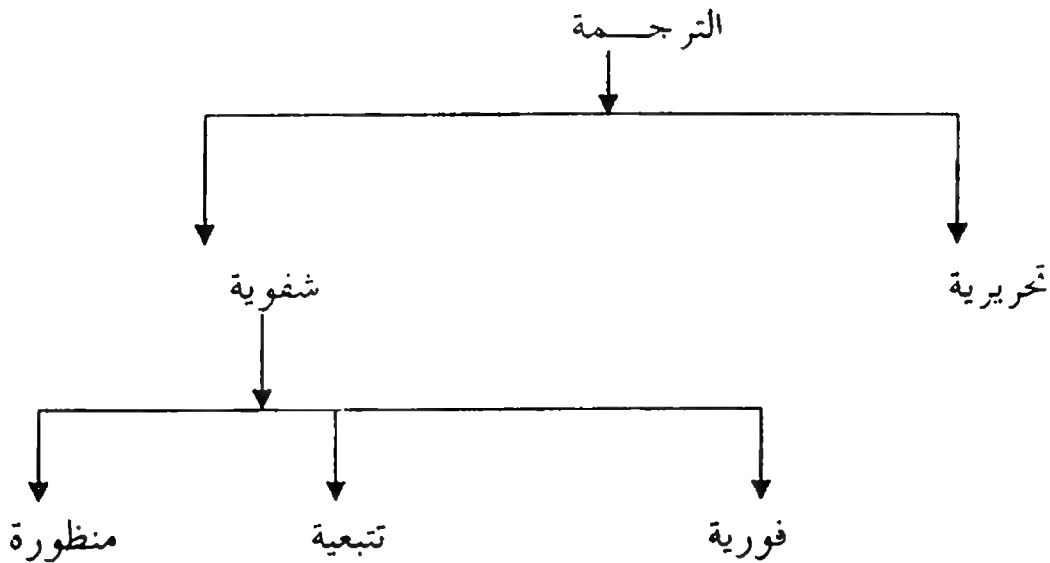 الترجمة
تحريرية
شفوية
فورية
تتبعية
منظورة